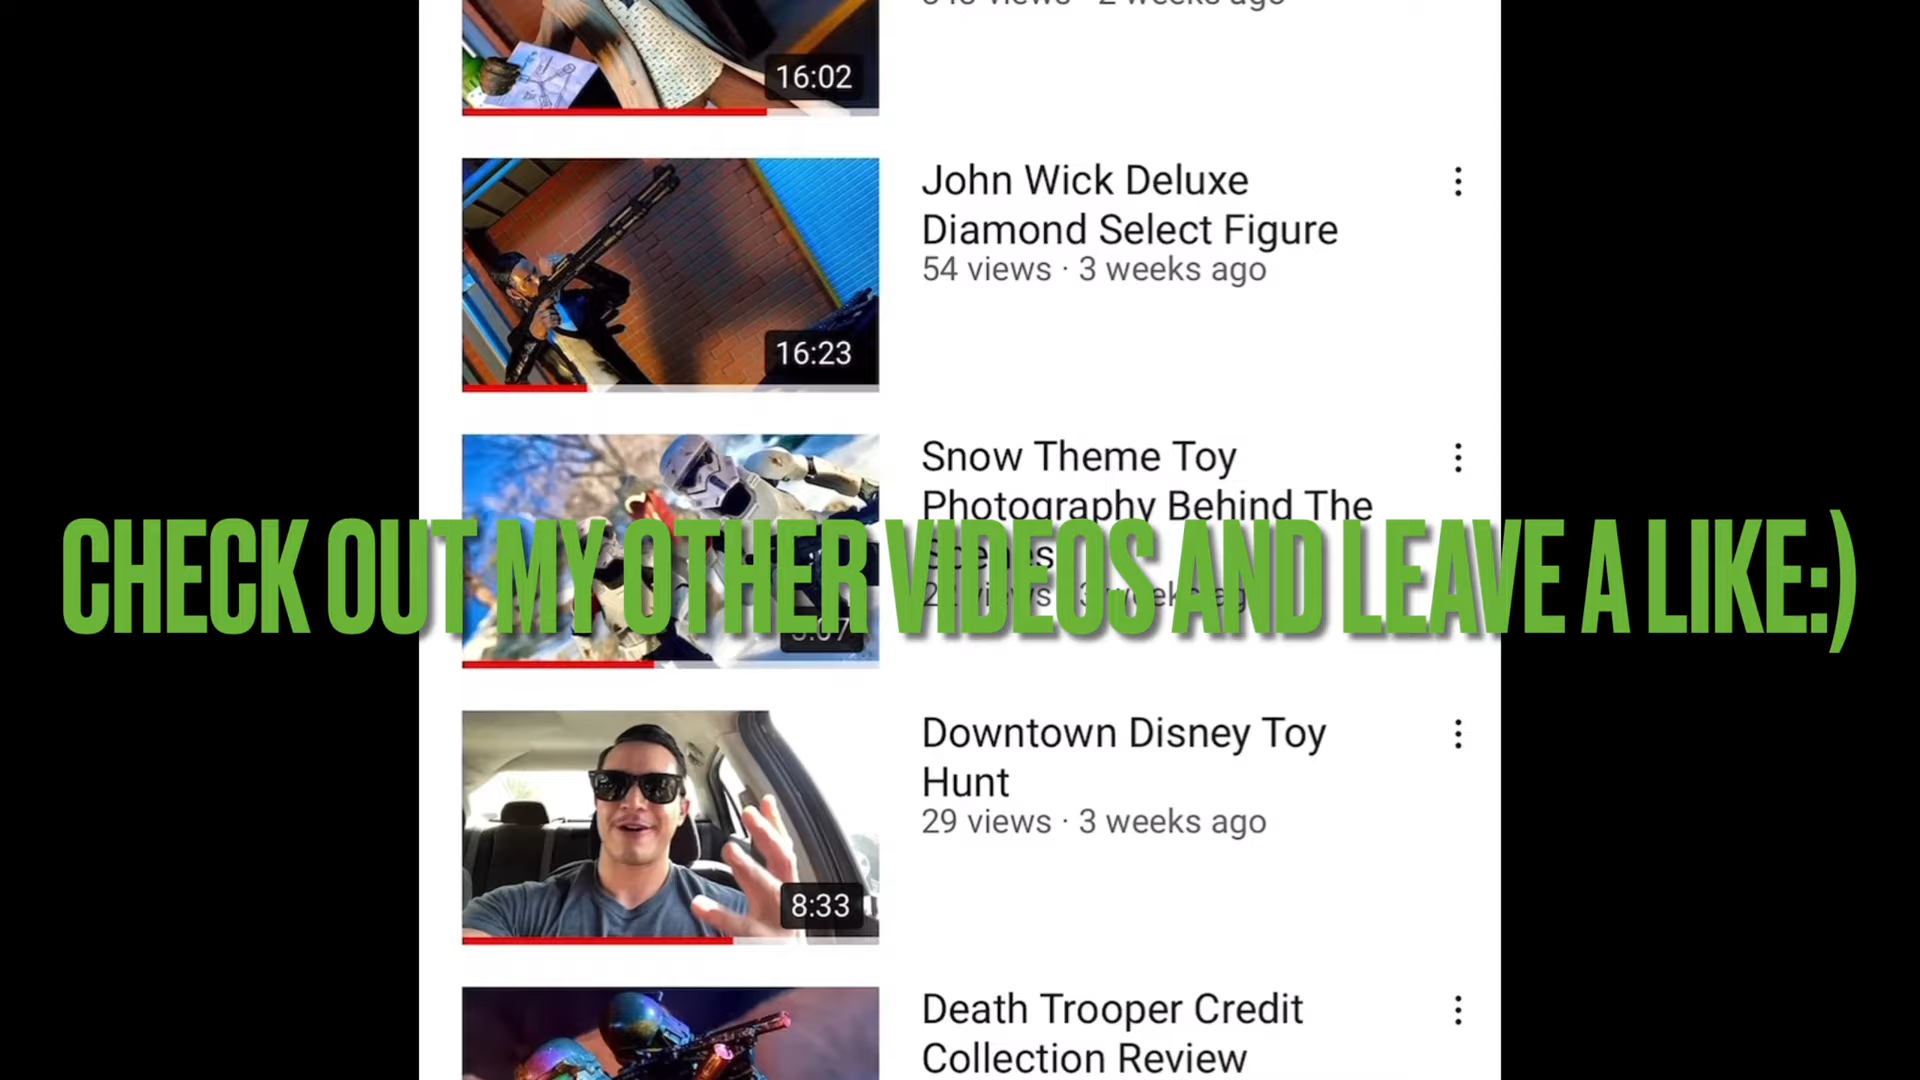 16:02
John Wick Deluxe
Diamond Select Figure
54 views · 3 weeks ago
16:23
Snow Theme Toy
Photography Behind The
Scenes
CHECK OUT MY OTHER VIDEOS AND LEAVE A LIKE:)
Downtown Disney Toy
Hunt
29 views · 3 weeks ago
8:33
Death Trooper Credit
Collection Review